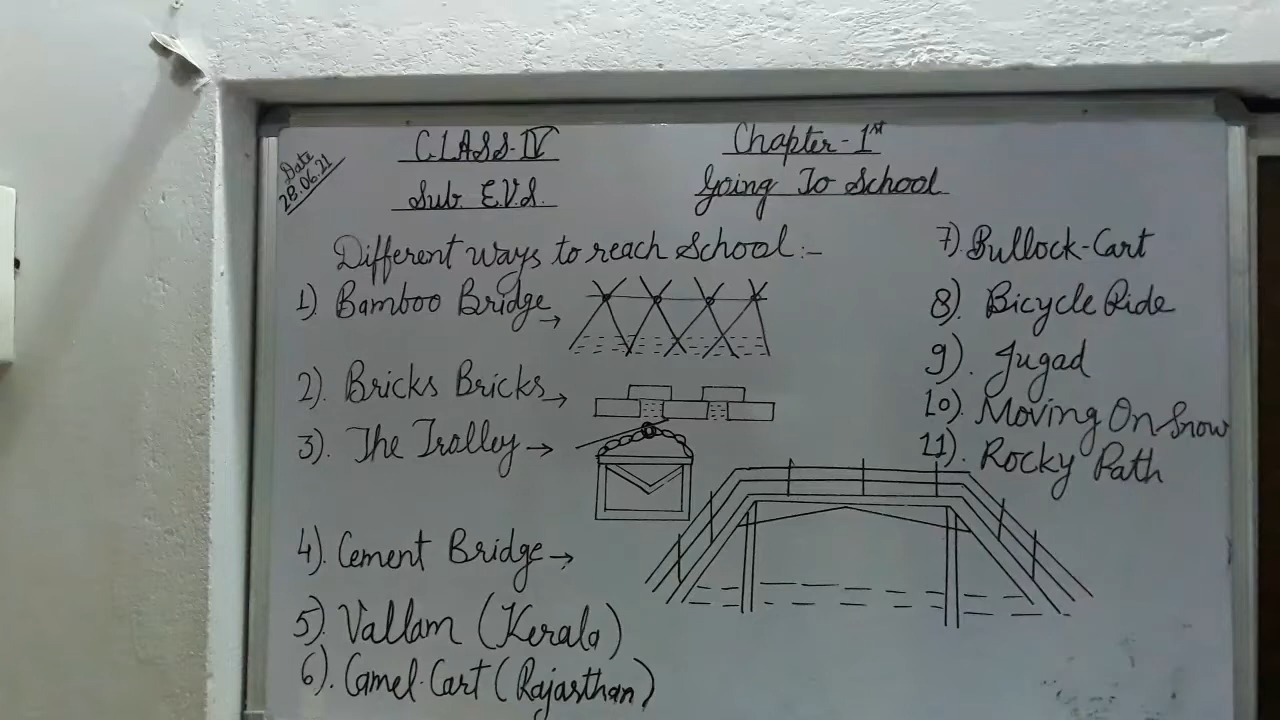 Date
28.06.21
CLASS-IV
Sub. E.V.S.
Chapter-1st
Going To School
Different ways to reach School:-
1). Bamboo Bridge→
2). Bricks Bricks→
3). The Trolley→
4). Cement Bridge→
5). Vallam (Kerala)
6). Camel-Cart (Rajasthan)
7). Bullock-Cart
8). Bicycle Ride
9). Jugad
10). Moving On Snow
11). Rocky Path